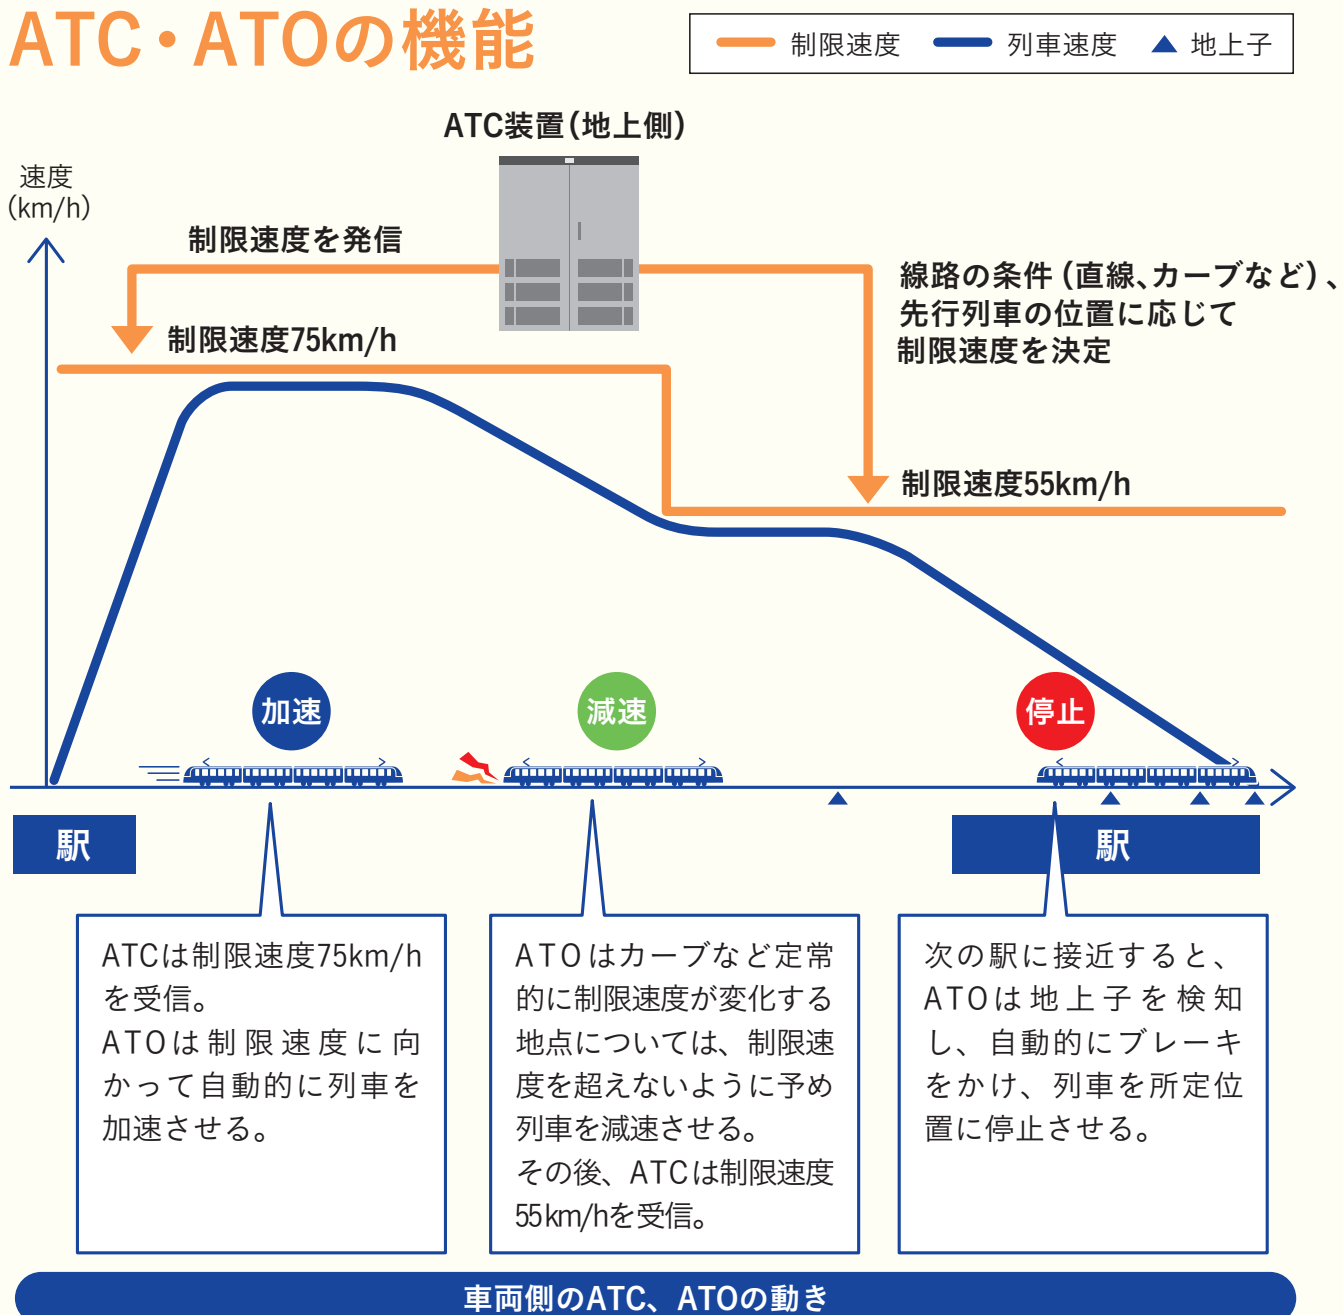 ATC・ATOの機能
制限速度
列車速度
地上子
ATC装置(地上側)
速度
(km/h)
制限速度を発信
線路の条件(直線、カーブなど)、
先行列車の位置に応じて
制限速度を決定
制限速度75km/h
制限速度55km/h
加速
減速
停止
駅
駅
ATCは制限速度75km/h
を受信。
ATOは制限速度に向
かって自動的に列車を
加速させる。
ATOはカーブなど定常
的に制限速度が変化する
地点については、制限速
度を超えないように予め
列車を減速させる。
その後、ATCは制限速度
55km/hを受信。
次の駅に接近すると、
ATOは地上子を検知
し、自動的にブレーキ
をかけ、列車を所定位
置に停止させる。
車両側のATC、ATOの動き